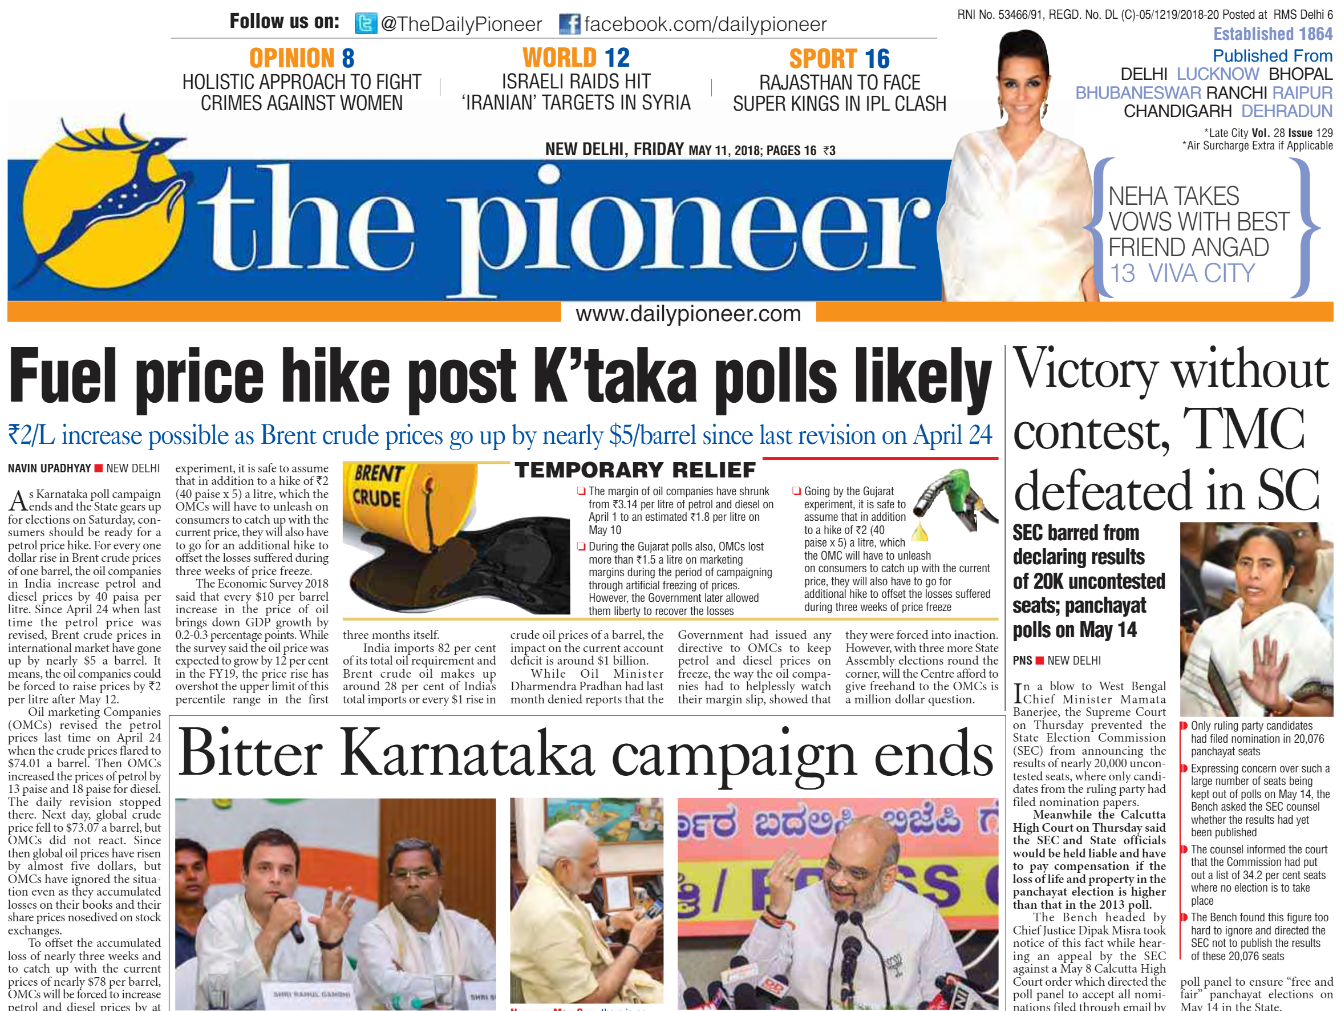 Follow us on: @TheDailyPioneer facebook.com/dailypioneer
RNI No. 53466/91, REGD. No. DL (C)-05/1219/2018-20 Posted at RMS Delhi 6
Established 1864
Published From
DELHI LUCKNOW BHOPAL
BHUBANESWAR RANCHI RAIPUR
CHANDIGARH DEHRADUN
*Late City Vol. 28 Issue 129
*Air Surcharge Extra if Applicable
OPINION 8
HOLISTIC APPROACH TO FIGHT
CRIMES AGAINST WOMEN
WORLD 12
ISRAELI RAIDS HIT
‘IRANIAN’ TARGETS IN SYRIA
SPORT 16
RAJASTHAN TO FACE
SUPER KINGS IN IPL CLASH
NEW DELHI, FRIDAY MAY 11, 2018; PAGES 16 ₹3
the pioneer
NEHA TAKES
VOWS WITH BEST
FRIEND ANGAD
13 VIVA CITY
www.dailypioneer.com
Fuel price hike post K’taka polls likely
₹2/L increase possible as Brent crude prices go up by nearly $5/barrel since last revision on April 24
NAVIN UPADHYAY ■ NEW DELHI
As Karnataka poll campaign
ends and the State gears up
for elections on Saturday, con-
sumers should be ready for a
petrol price hike. For every one
dollar rise in Brent crude prices
of one barrel, the oil companies
in India increase petrol and
diesel prices by 40 paisa per
litre. Since April 24 when last
time the petrol price was
revised, Brent crude prices in
international market have gone
up by nearly $5 a barrel. It
means, the oil companies could
be forced to raise prices by ₹2
per litre after May 12.
Oil marketing Companies
(OMCs) revised the petrol
prices last time on April 24
when the crude prices flared to
$74.01 a barrel. Then OMCs
increased the prices of petrol by
13 paise and 18 paise for diesel.
The daily revision stopped
there. Next day, global crude
price fell to $73.07 a barrel, but
OMCs did not react. Since
then global oil prices have risen
by almost five dollars, but
OMCs have ignored the situa-
tion even as they accumulated
losses on their books and their
share prices nosedived on stock
exchanges.
To offset the accumulated
loss of nearly three weeks and
to catch up with the current
prices of nearly $78 per barrel,
OMCs will be forced to increase
petrol and diesel prices by at
experiment, it is safe to assume
that in addition to a hike of ₹2
(40 paise x 5) a litre, which the
OMCs will have to unleash on
consumers to catch up with the
current price, they will also have
to go for an additional hike to
offset the losses suffered during
three weeks of price freeze.
The Economic Survey 2018
said that every $10 per barrel
increase in the price of oil
brings down GDP growth by
0.2-0.3 percentage points. While
the survey said the oil price was
expected to grow by 12 per cent
in the FY19, the price rise has
overshot the upper limit of this
percentile range in the first
BRENT
CRUDE
TEMPORARY RELIEF
❑ The margin of oil companies have shrunk
from ₹3.14 per litre of petrol and diesel on
April 1 to an estimated ₹1.8 per litre on
May 10
❑ During the Gujarat polls also, OMCs lost
more than ₹1.5 a litre on marketing
margins during the period of campaigning
through artificial freezing of prices.
However, the Government later allowed
them liberty to recover the losses
❑ Going by the Gujarat
experiment, it is safe to
assume that in addition
to a hike of ₹2 (40
paise x 5) a litre, which
the OMC will have to unleash
on consumers to catch up with the current
price, they will also have to go for
additional hike to offset the losses suffered
during three weeks of price freeze
three months itself.
India imports 82 per cent
of its total oil requirement and
Brent crude oil makes up
around 28 per cent of India’s
total imports or every $1 rise in
crude oil prices of a barrel, the
impact on the current account
deficit is around $1 billion.
While Oil Minister
Dharmendra Pradhan had last
month denied reports that the
Government had issued any
directive to OMCs to keep
petrol and diesel prices on
freeze, the way the oil compa-
nies had to helplessly watch
their margin slip, showed that
they were forced into inaction.
However, with three more State
Assembly elections round the
corner, will the Centre afford to
give freehand to the OMCs is
a million dollar question.
Bitter Karnataka campaign ends
SHRI RAHUL GANDHI
SHRI S
ರ್ಕಾರ ಬದಲಿಸಿ ಬಿಜೆಪಿ ಗೆ
Victory without
contest, TMC
defeated in SC
SEC barred from
declaring results
of 20K uncontested
seats; panchayat
polls on May 14
PNS ■ NEW DELHI
In a blow to West Bengal
Chief Minister Mamata
Banerjee, the Supreme Court
on Thursday prevented the
State Election Commission
(SEC) from announcing the
results of nearly 20,000 uncon-
tested seats, where only candi-
dates from the ruling party had
filed nomination papers.
Meanwhile the Calcutta
High Court on Thursday said
the SEC and State officials
would be held liable and have
to pay compensation if the
loss of life and property in the
panchayat election is higher
than that in the 2013 poll.
The Bench headed by
Chief Justice Dipak Misra took
notice of this fact while hear-
ing an appeal by the SEC
against a May 8 Calcutta High
Court order which directed the
poll panel to accept all nomi-
nations filed through email by
Only ruling party candidates
had filed nomination in 20,076
panchayat seats
Expressing concern over such a
large number of seats being
kept out of polls on May 14, the
Bench asked the SEC counsel
whether the results had yet
been published
The counsel informed the court
that the Commission had put
out a list of 34.2 per cent seats
where no election is to take
place
The Bench found this figure too
hard to ignore and directed the
SEC not to publish the results
of these 20,076 seats
poll panel to ensure “free and
fair” panchayat elections on
May 14 in the State.